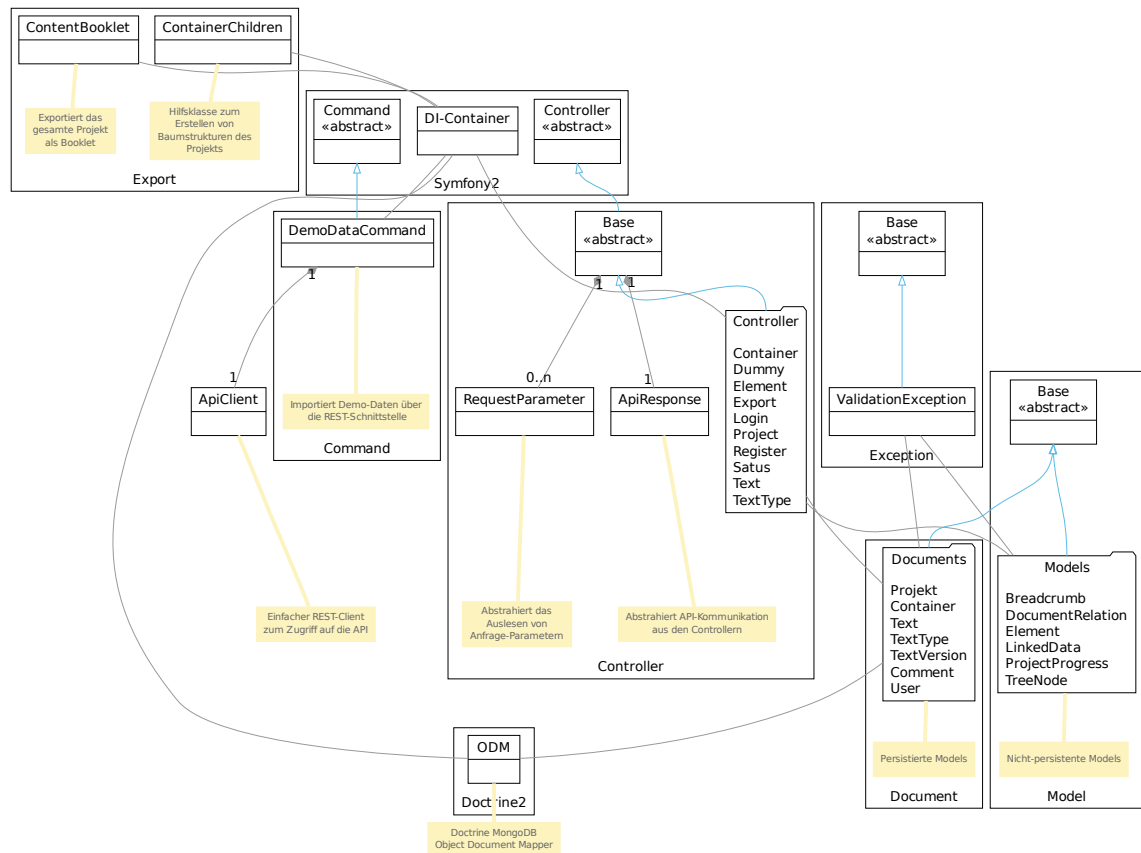 ContentBooklet
ContainerChildren
Exportiert das
gesamte Projekt
als Booklet
Hilfsklasse zum
Erstellen von
Baumstrukturen des
Projekts
Export
Command
«abstract»
DI-Container
Controller
«abstract»
Symfony2
DemoDataCommand
1
1
ApiClient
Importiert Demo-Daten über
die REST-Schnittstelle
Command
Einfacher REST-Client
zum Zugriff auf die API
Base
«abstract»
1
1
0..n
1
RequestParameter
ApiResponse
Controller
Container
Dummy
Element
Export
Login
Project
Register
Satus
Text
TextType
Abstrahiert das
Auslesen von
Anfrage-Parametern
Abstrahiert API-Kommunikation
aus den Controllern
Controller
Base
«abstract»
ValidationException
Exception
Base
«abstract»
Documents
Projekt
Container
Text
TextType
TextVersion
Comment
User
Persistierte Models
Document
Models
Breadcrumb
DocumentRelation
Element
LinkedData
ProjectProgress
TreeNode
Nicht-persistente Models
Model
ODM
Doctrine2
Doctrine MongoDB
Object Document Mapper